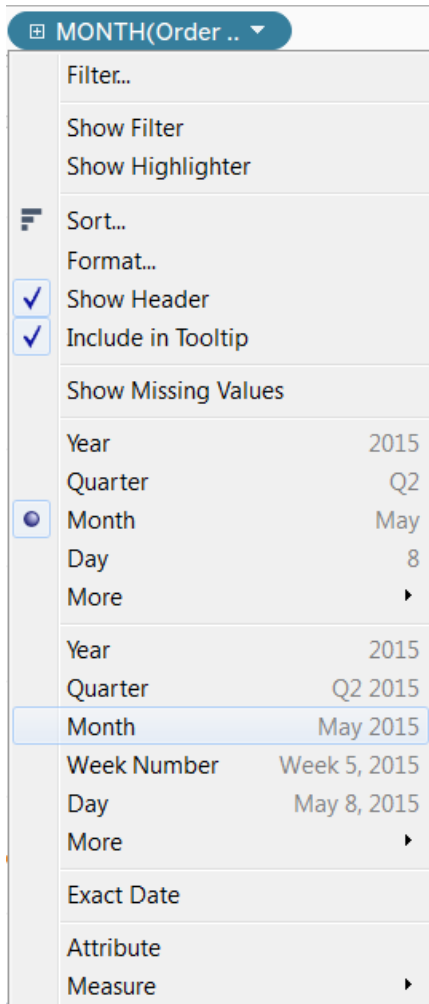 MONTH(Order ..
Filter...
Show Filter
Show Highlighter
Sort...
Format...
Show Header
Include in Tooltip
Show Missing Values
Year 2015
Quarter Q2
Month May
Day 8
More
Year 2015
Quarter Q2 2015
Month May 2015
Week Number Week 5, 2015
Day May 8, 2015
More
Exact Date
Attribute
Measure